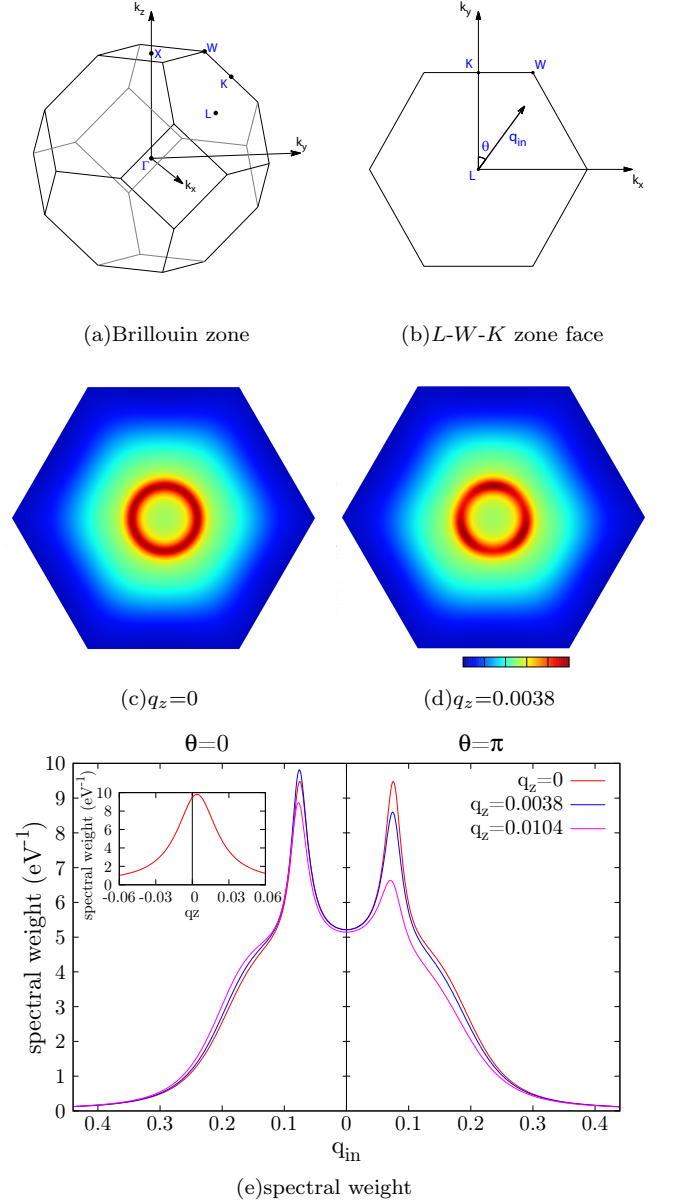 k_z
X
W
K
L
k_y
Γ
k_x
k_y
K
W
θ
q_in
L
k_x
(a)Brillouin zone
(b)L-W-K zone face
(c)q_z=0
(d)q_z=0.0038
θ=0
θ=π
spectral weight (eV⁻¹)
10
9
8
7
6
5
4
3
2
1
0
spectral weight (eV⁻¹)
10
8
6
4
2
0
-0.06 -0.03 0 0.03 0.06
qz
q_z=0
q_z=0.0038
q_z=0.0104
0.4 0.3 0.2 0.1 0 0.1 0.2 0.3 0.4
q_in
(e)spectral weight